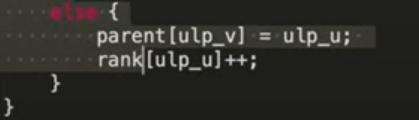 else {
parent[ulp_v] = ulp_u;
rank[ulp_u]++;
}
}